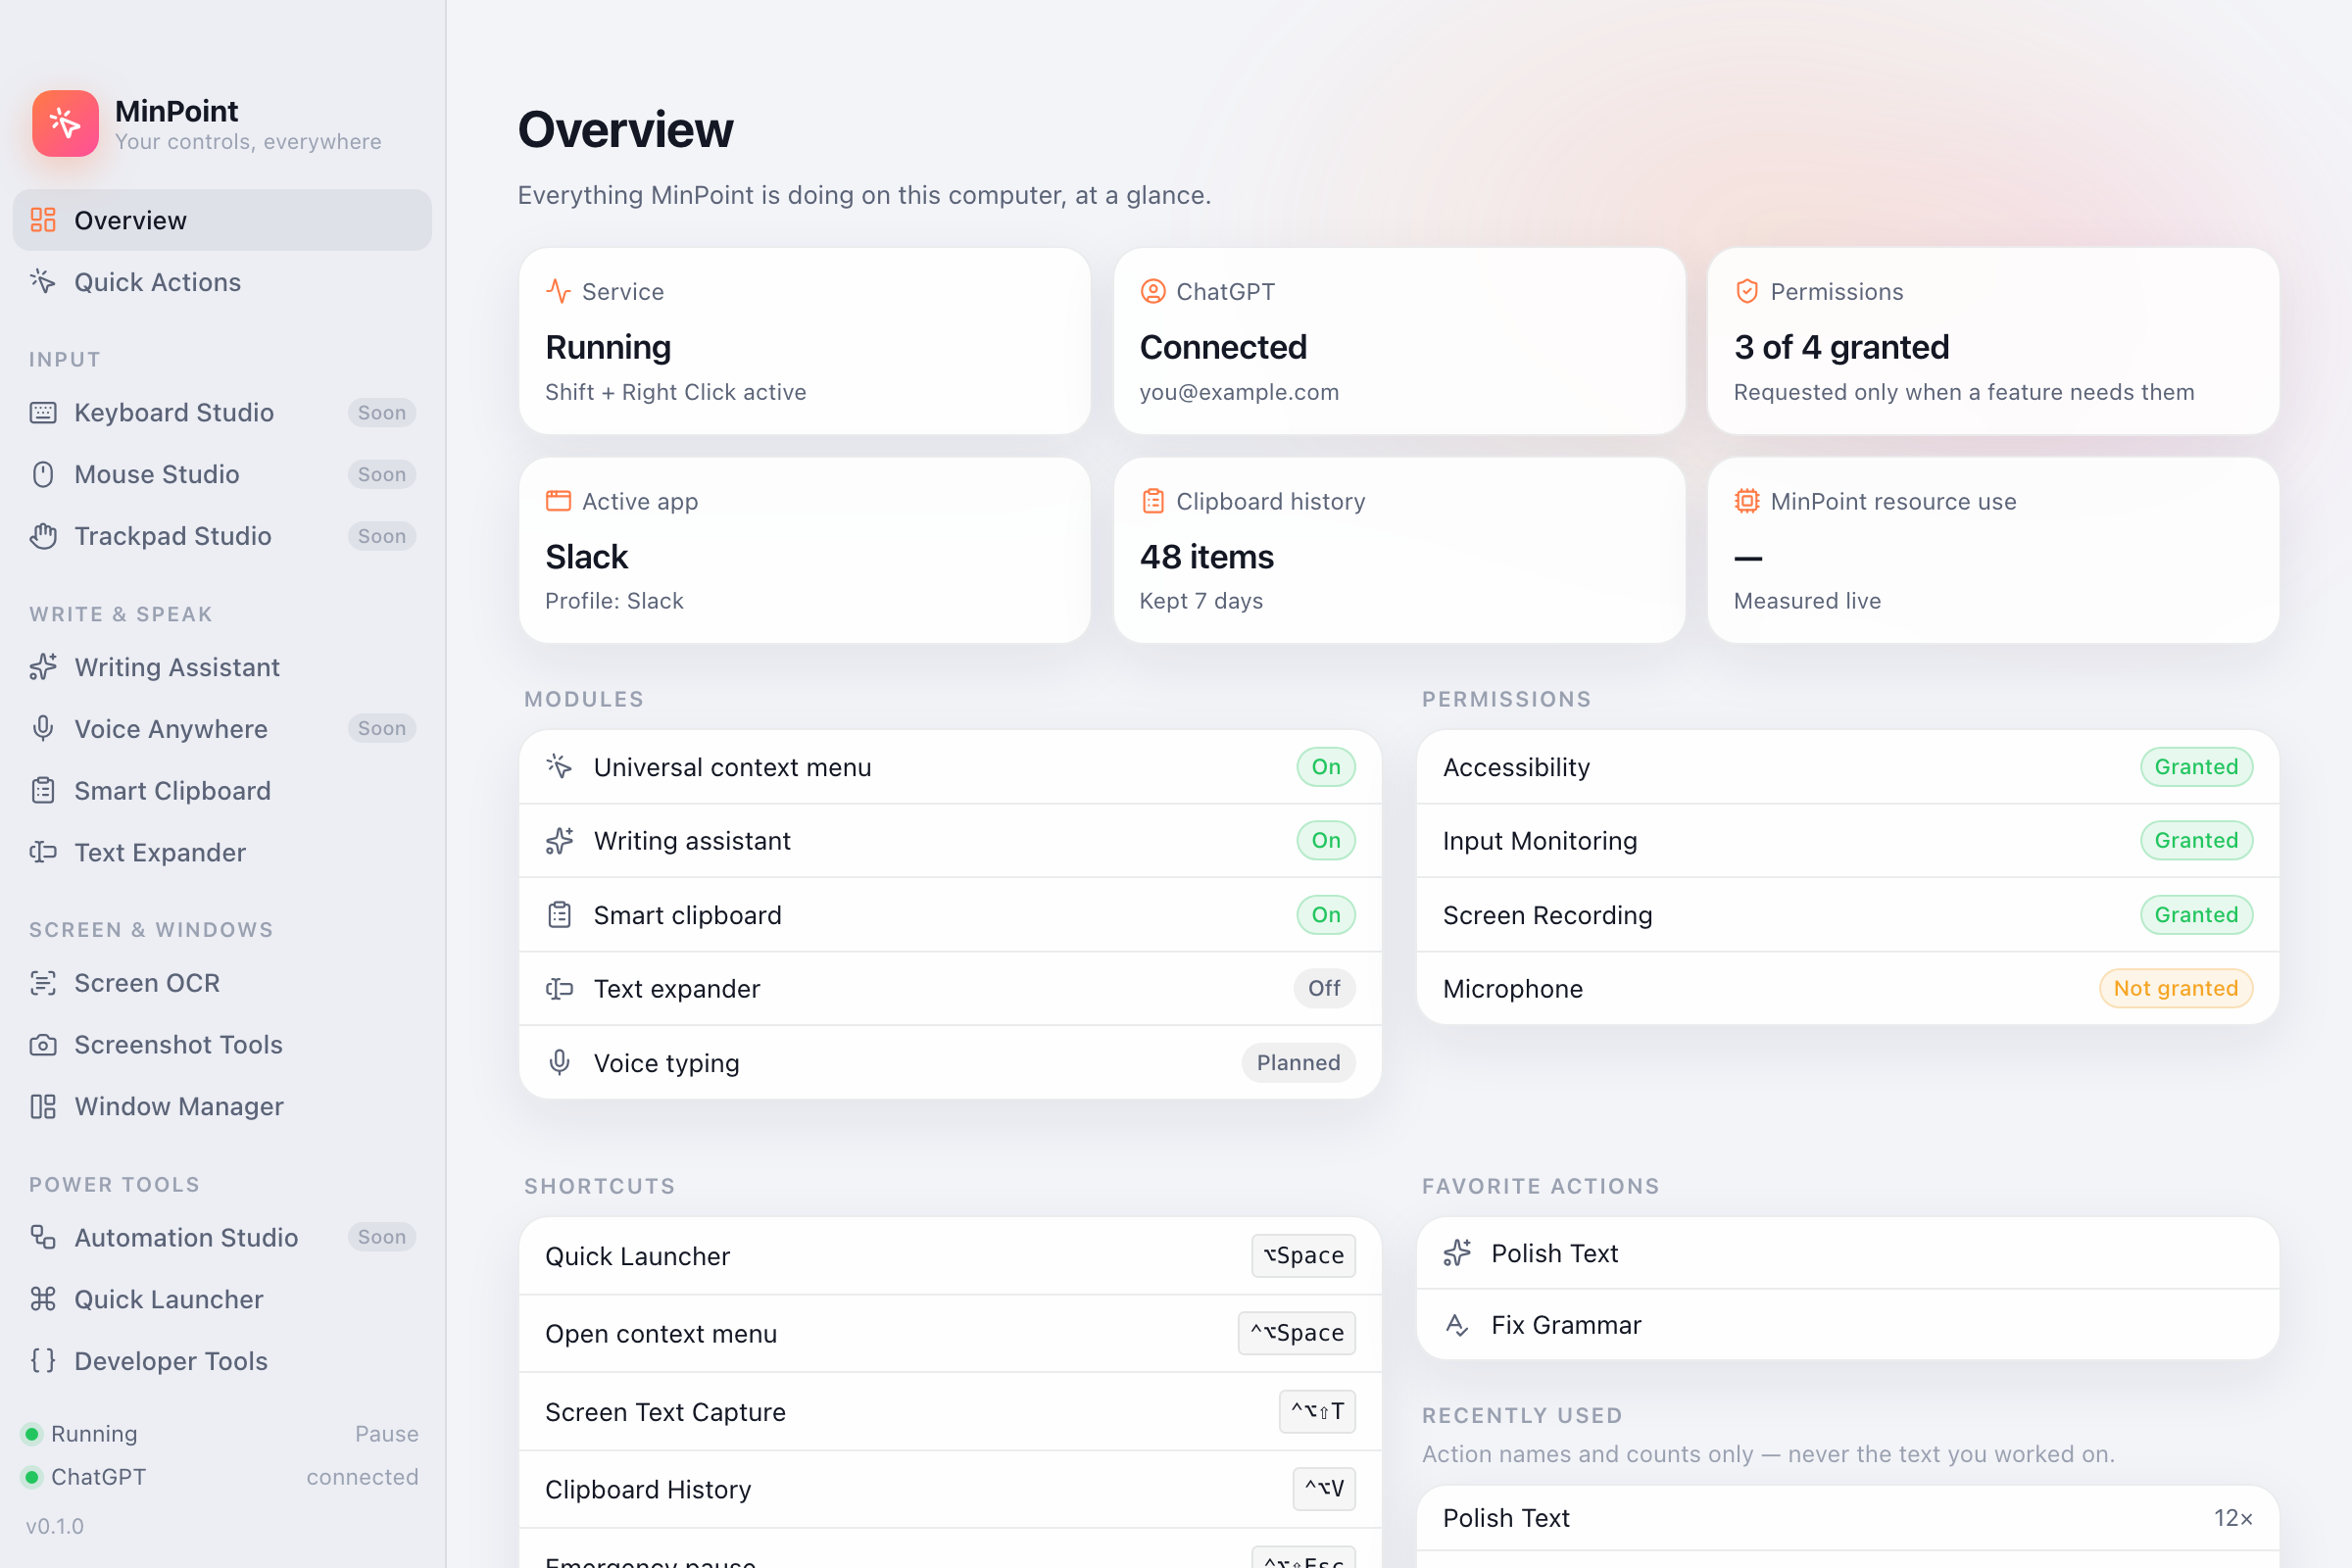 MinPoint
Your controls, everywhere
Overview
Quick Actions
INPUT
Keyboard Studio Soon
Mouse Studio Soon
Trackpad Studio Soon
WRITE & SPEAK
Writing Assistant
Voice Anywhere Soon
Smart Clipboard
Text Expander
SCREEN & WINDOWS
Screen OCR
Screenshot Tools
Window Manager
POWER TOOLS
Automation Studio Soon
Quick Launcher
Developer Tools
Running Pause
ChatGPT connected
v0.1.0
Overview
Everything MinPoint is doing on this computer, at a glance.
Service
Running
Shift + Right Click active
ChatGPT
Connected
you@example.com
Permissions
3 of 4 granted
Requested only when a feature needs them
Active app
Slack
Profile: Slack
Clipboard history
48 items
Kept 7 days
MinPoint resource use
—
Measured live
MODULES
Universal context menu On
Writing assistant On
Smart clipboard On
Text expander Off
Voice typing Planned
PERMISSIONS
Accessibility Granted
Input Monitoring Granted
Screen Recording Granted
Microphone Not granted
SHORTCUTS
Quick Launcher ⌥Space
Open context menu ^⌥Space
Screen Text Capture ^⌥⇧T
Clipboard History ^⌥V
Emergency pause ^⌥⇧Esc
FAVORITE ACTIONS
Polish Text
Fix Grammar
RECENTLY USED
Action names and counts only — never the text you worked on.
Polish Text 12×